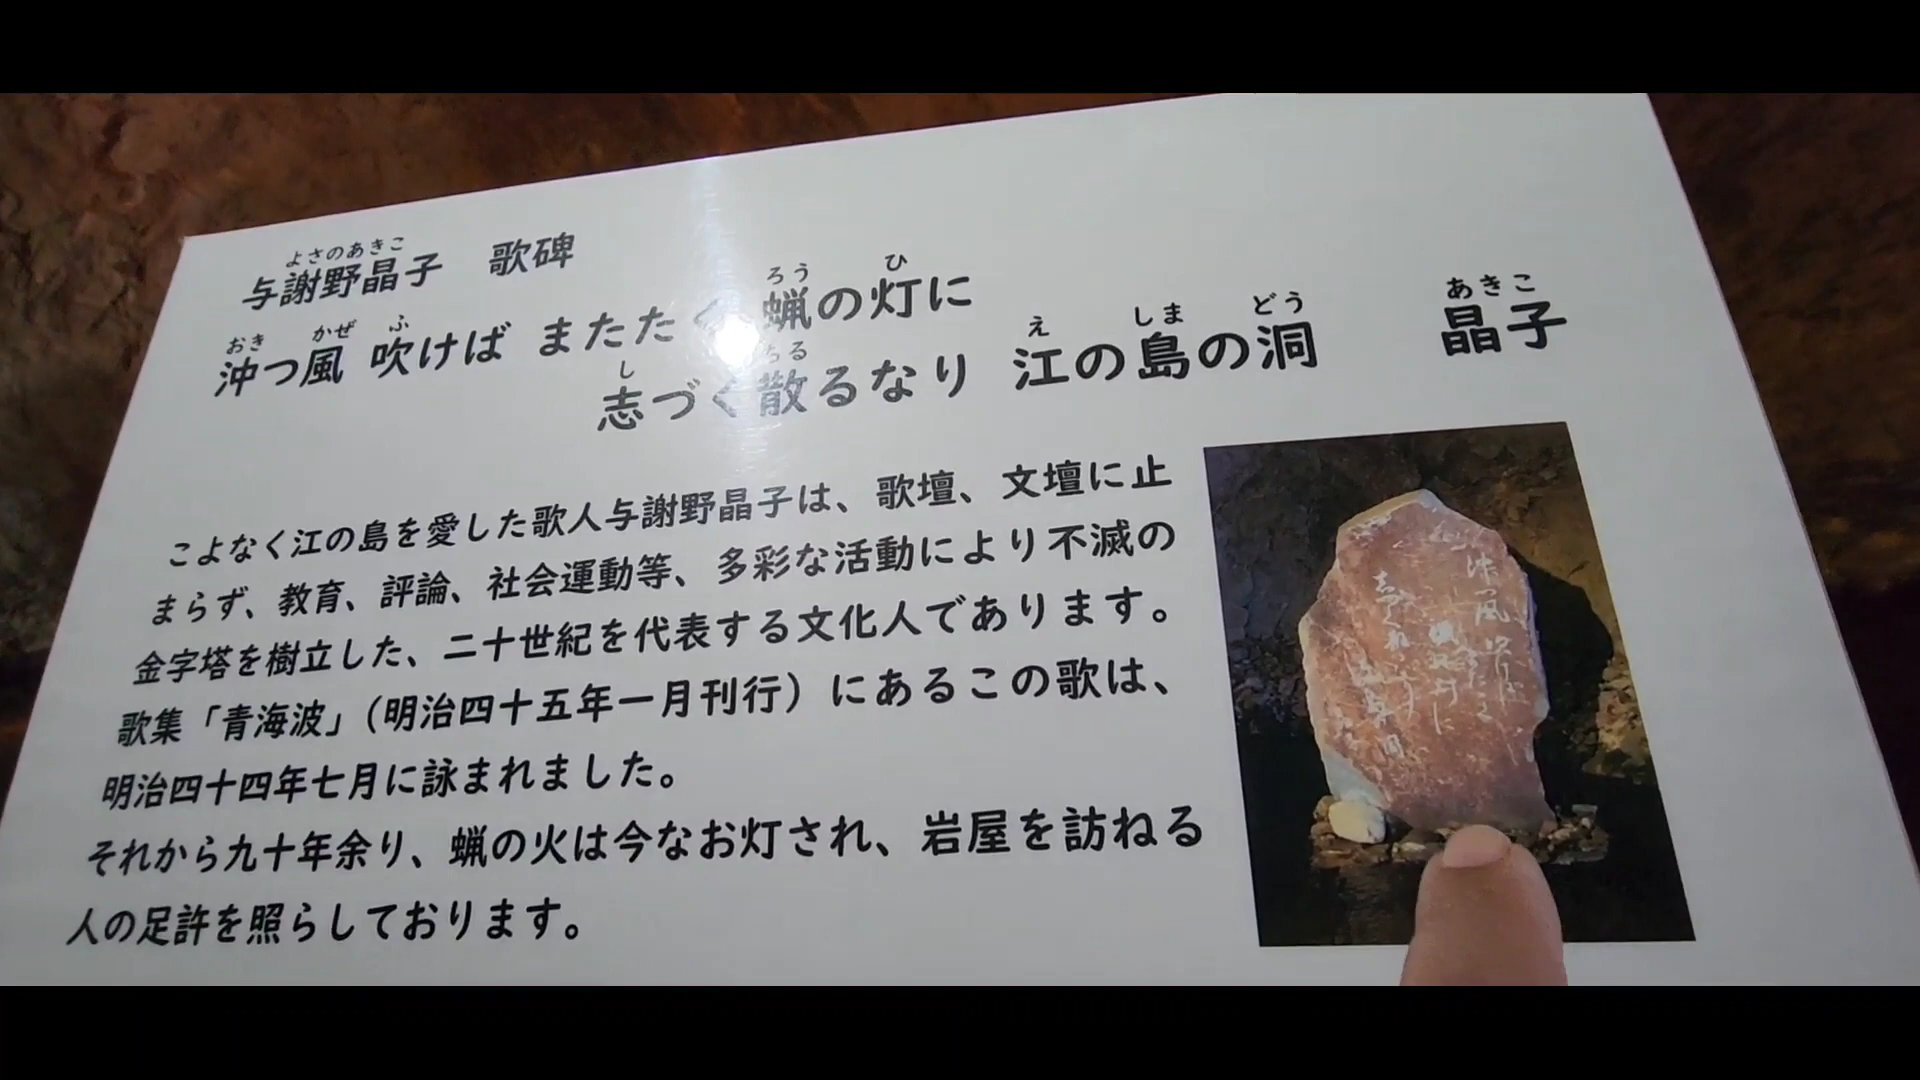 よさのあきこ
与謝野晶子 歌碑
おき かぜ ふ ろう ひ
沖つ風 吹けば またたく 蝋の灯に
し ちる え しま どう あきこ
志づく散るなり 江の島の洞 晶子
こよなく江の島を愛した歌人与謝野晶子は、歌壇、文壇に止
まらず、教育、評論、社会運動等、多彩な活動により不滅の
金字塔を樹立した、二十世紀を代表する文化人であります。
歌集「青海波」(明治四十五年一月刊行)にあるこの歌は、
明治四十四年七月に詠まれました。
それから九十年余り、蝋の火は今なお灯され、岩屋を訪ねる
人の足許を照らしております。